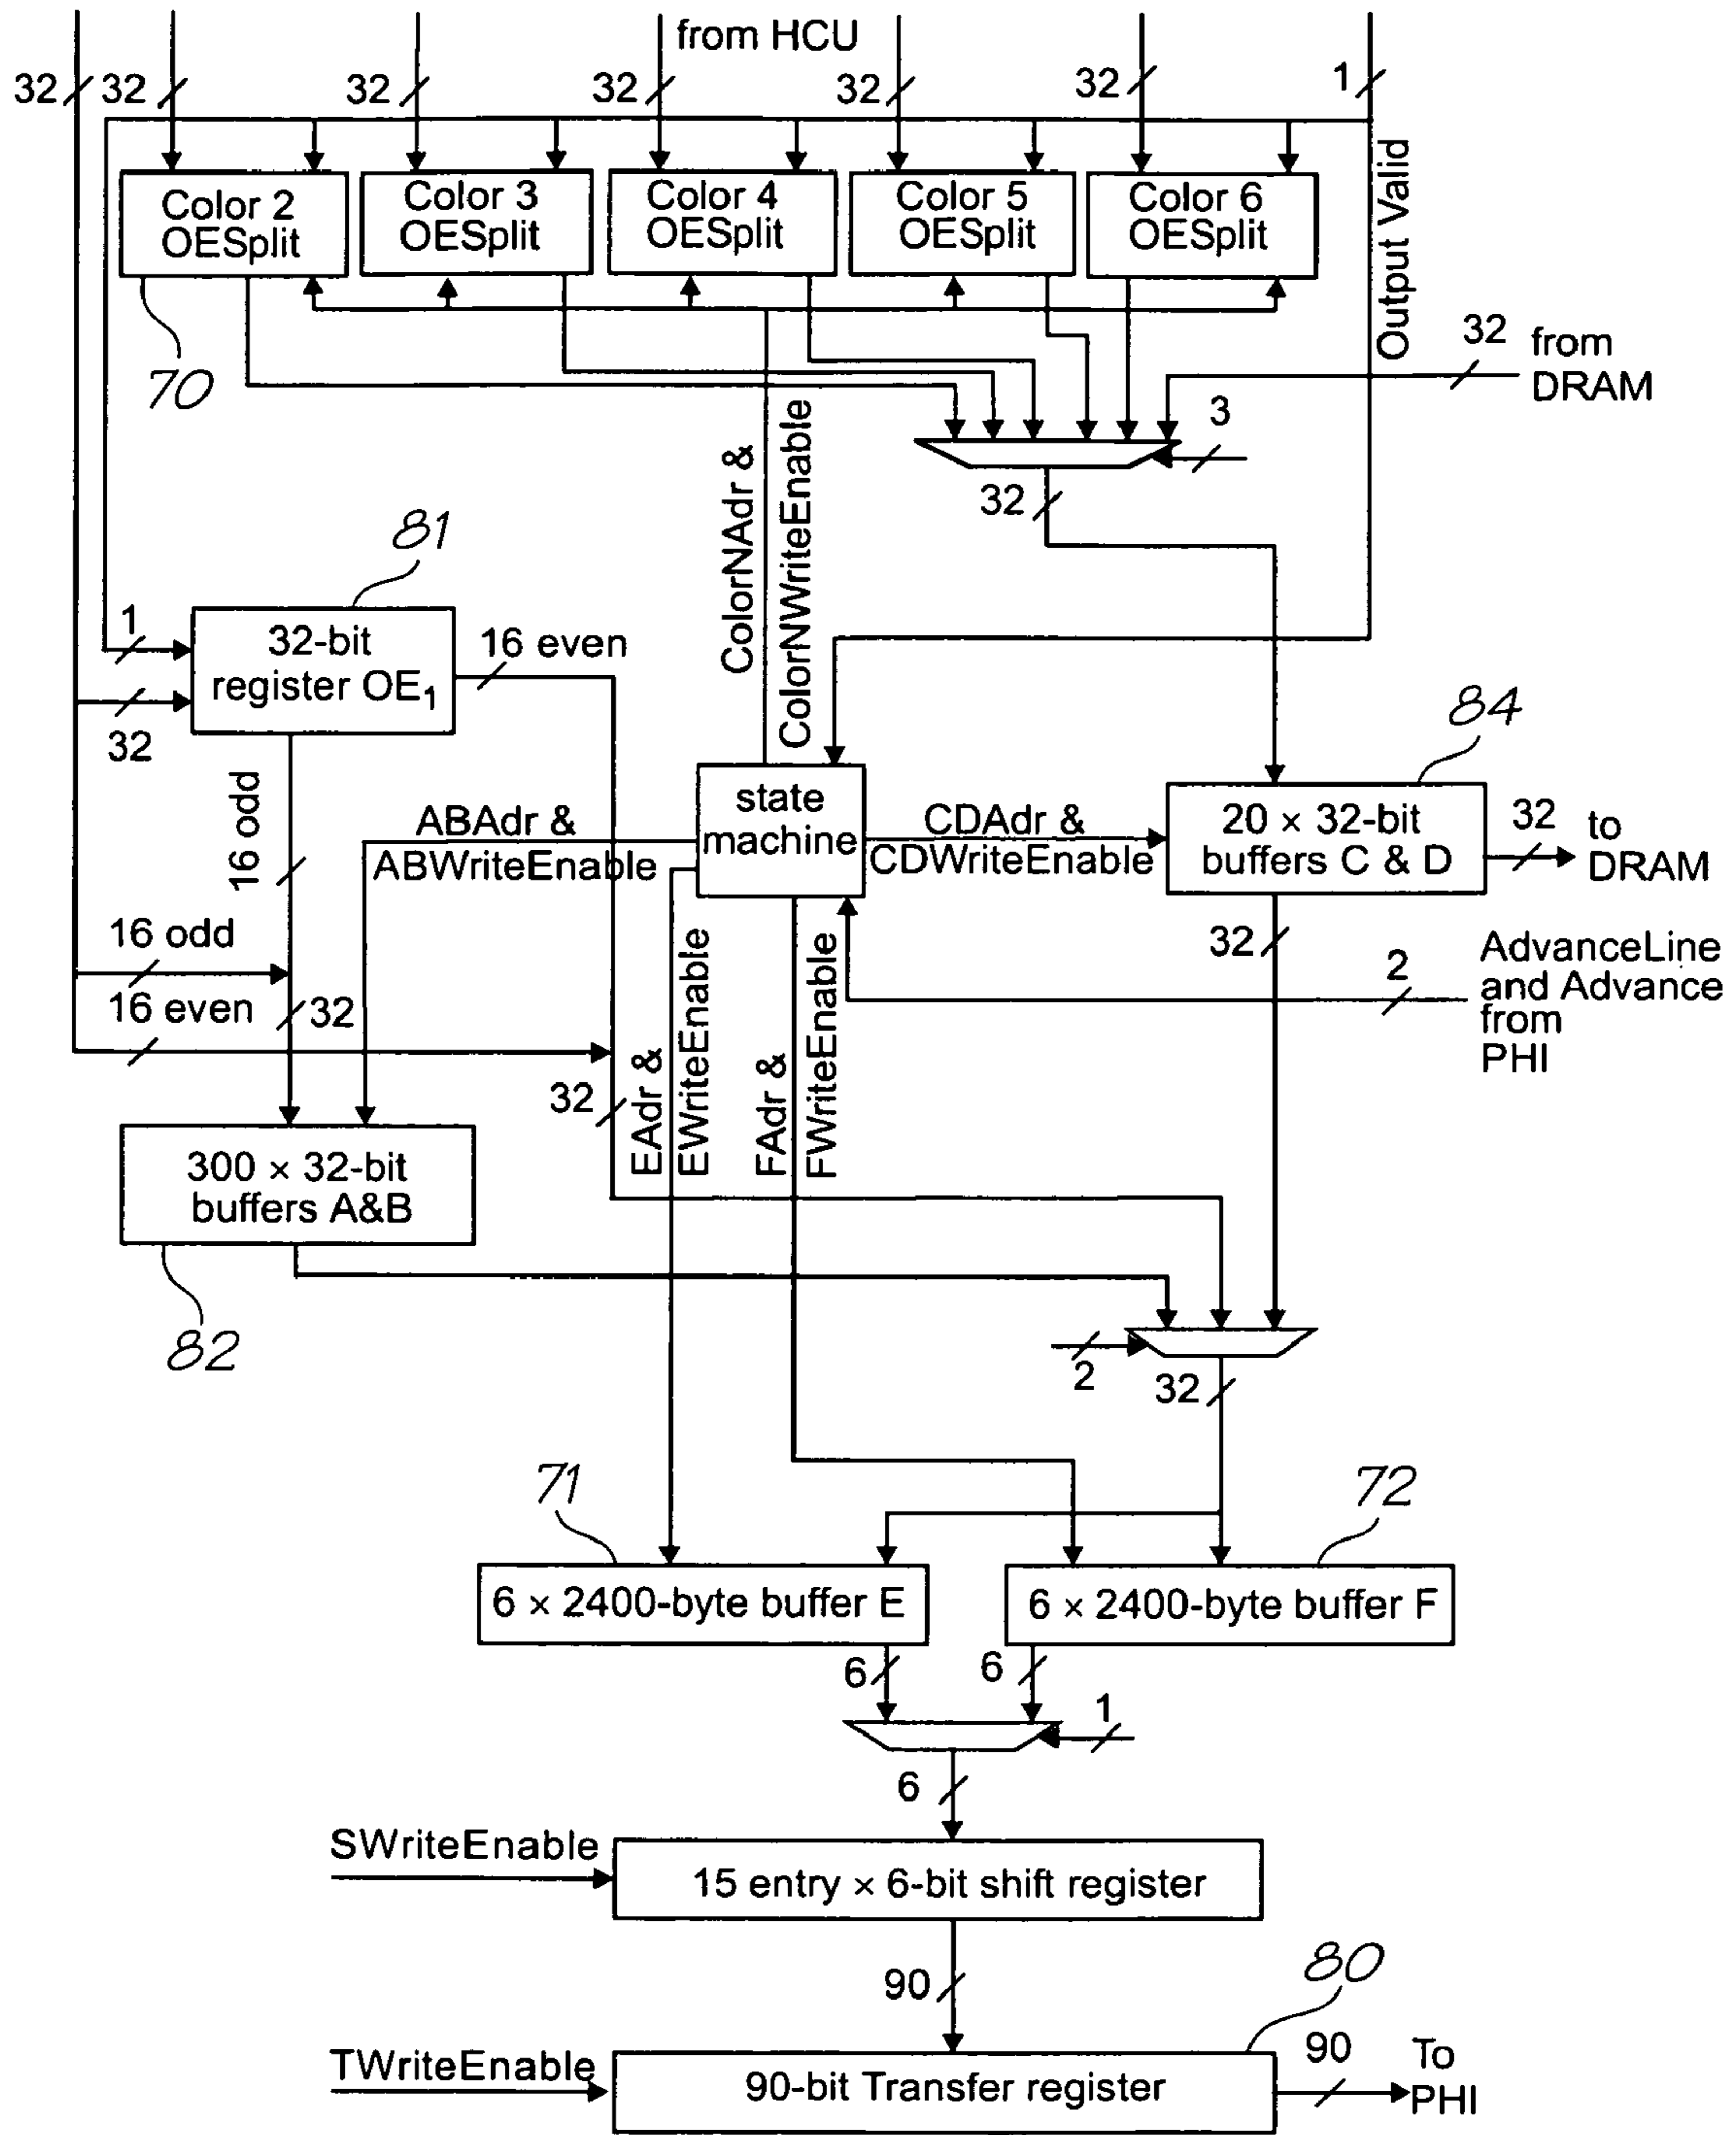 from HCU
32
32
32
32
32
32
1
Color 2
OESplit
Color 3
OESplit
Color 4
OESplit
Color 5
OESplit
Color 6
OESplit
Output Valid
70
32
from
DRAM
3
32
ColorNAdr &
ColorNWriteEnable
81
1
32-bit
register OE₁
16 even
32
84
16 odd
state
machine
ABAdr &
ABWriteEnable
CDAdr &
CDWriteEnable
20 × 32-bit
buffers C & D
32
to
DRAM
16 odd
16 even
32
32
AdvanceLine
and Advance
from
PHI
2
32
EAdr &
EWriteEnable
FAdr &
FWriteEnable
300 × 32-bit
buffers A&B
82
2
32
71
72
6 × 2400-byte buffer E
6 × 2400-byte buffer F
6
6
1
6
SWriteEnable
15 entry × 6-bit shift register
90
80
TWriteEnable
90-bit Transfer register
90
To
PHI